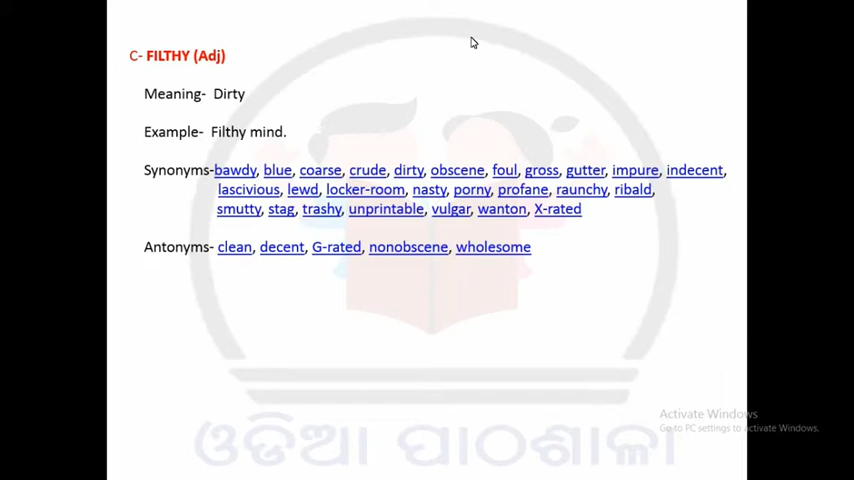 C- FILTHY (Adj)
Meaning- Dirty
Example- Filthy mind.
Synonyms-bawdy, blue, coarse, crude, dirty, obscene, foul, gross, gutter, impure, indecent,
lascivious, lewd, locker-room, nasty, porny, profane, raunchy, ribald,
smutty, stag, trashy, unprintable, vulgar, wanton, X-rated
Antonyms- clean, decent, G-rated, nonobscene, wholesome
Activate Windows
Go to PC settings to activate Windows.
ଓଡିଆ ପାଠଶାଳା